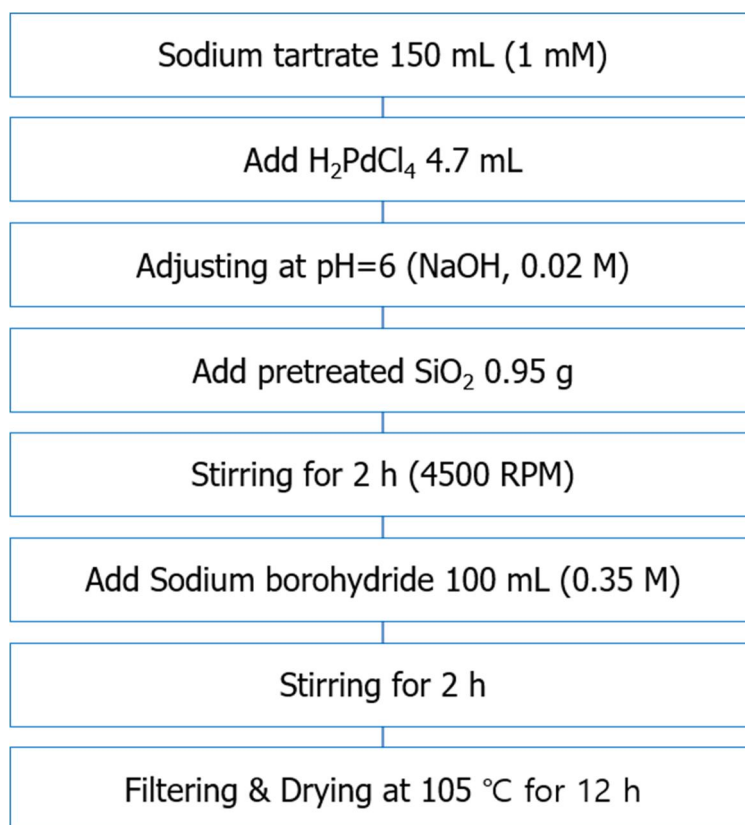 Sodium tartrate 150 mL (1 mM)
Add H₂PdCl₄ 4.7 mL
Adjusting at pH=6 (NaOH, 0.02 M)
Add pretreated SiO₂ 0.95 g
Stirring for 2 h (4500 RPM)
Add Sodium borohydride 100 mL (0.35 M)
Stirring for 2 h
Filtering & Drying at 105 ℃ for 12 h